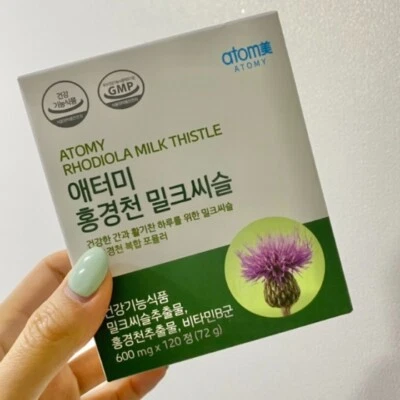 atom美
ATOMY
건강
기능식품
GMP
ATOMY
RHODIOLA MILK THISTLE
애터미
홍경천 밀크씨슬
건강한 간과 활기찬 하루를 위한 밀크씨슬
경천 복합 포뮬러
건강기능식품
밀크씨슬추출물,
홍경천추출물, 비타민B군
600 mg x 120 정 (72 g)